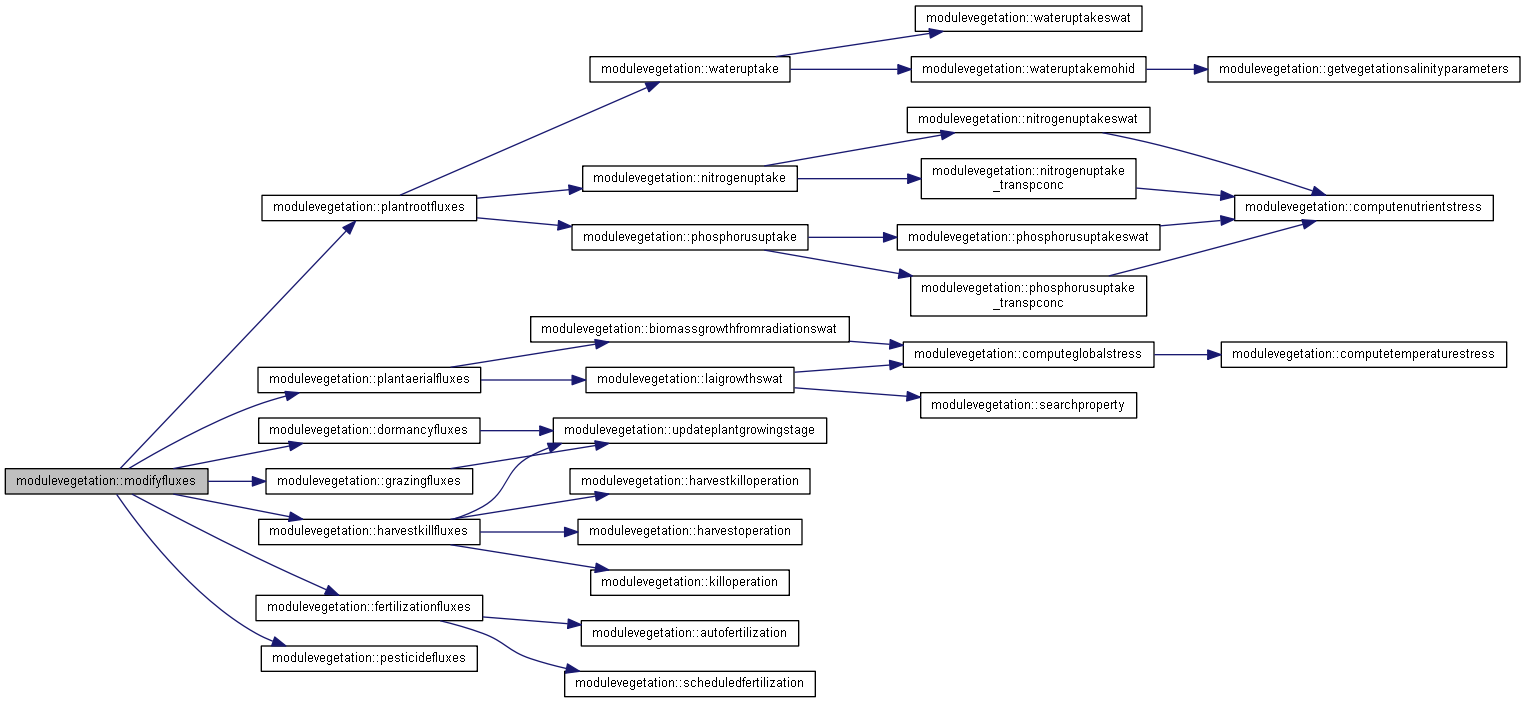 modulevegetation::wateruptakeswat
modulevegetation::wateruptake
modulevegetation::wateruptakemohid
modulevegetation::getvegetationsalinityparameters
modulevegetation::nitrogenuptakeswat
modulevegetation::nitrogenuptake
modulevegetation::nitrogenuptake
_transpconc
modulevegetation::plantrootfluxes
modulevegetation::computenutrientstress
modulevegetation::phosphorusuptake
modulevegetation::phosphorusuptakeswat
modulevegetation::phosphorusuptake
_transpconc
modulevegetation::biomassgrowthfromradiationswat
modulevegetation::computeglobalstress
modulevegetation::computetemperaturestress
modulevegetation::plantaerialfluxes
modulevegetation::laigrowthswat
modulevegetation::searchproperty
modulevegetation::dormancyfluxes
modulevegetation::updateplantgrowingstage
modulevegetation::modifyfluxes
modulevegetation::grazingfluxes
modulevegetation::harvestkilloperation
modulevegetation::harvestkillfluxes
modulevegetation::harvestoperation
modulevegetation::killoperation
modulevegetation::fertilizationfluxes
modulevegetation::autofertilization
modulevegetation::pesticidefluxes
modulevegetation::scheduledfertilization